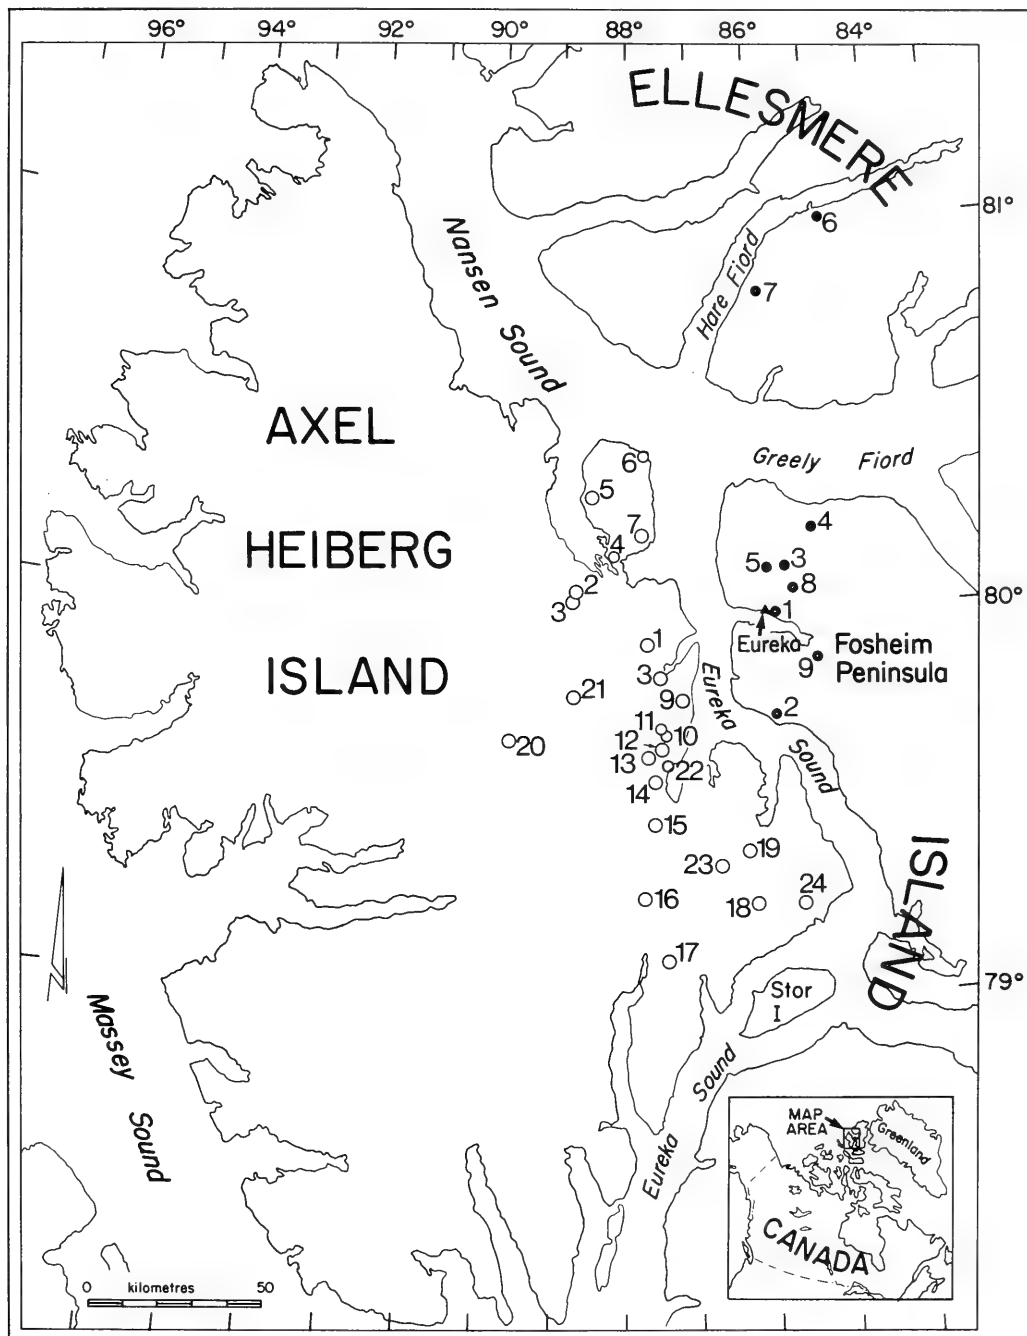 96° 94° 92° 90° 88° 86° 84°
ELLESMERE
81°
6
Hare Fiord
7
Nansen Sound
AXEL
HEIBERG
ISLAND
6
5
7
4
Greely Fiord
4
5
3
8
2
3
80°
1
Eureka
Fosheim
Peninsula
9
2
1
3
9
Eureka
Sound
21
20
11
10
12
13
22
14
15
19
23
16
18
24
ISLAND
17
79°
Stor
I
Massey Sound
Eureka Sound
MAP
AREA
Greenland
CANADA
0 kilometres 50